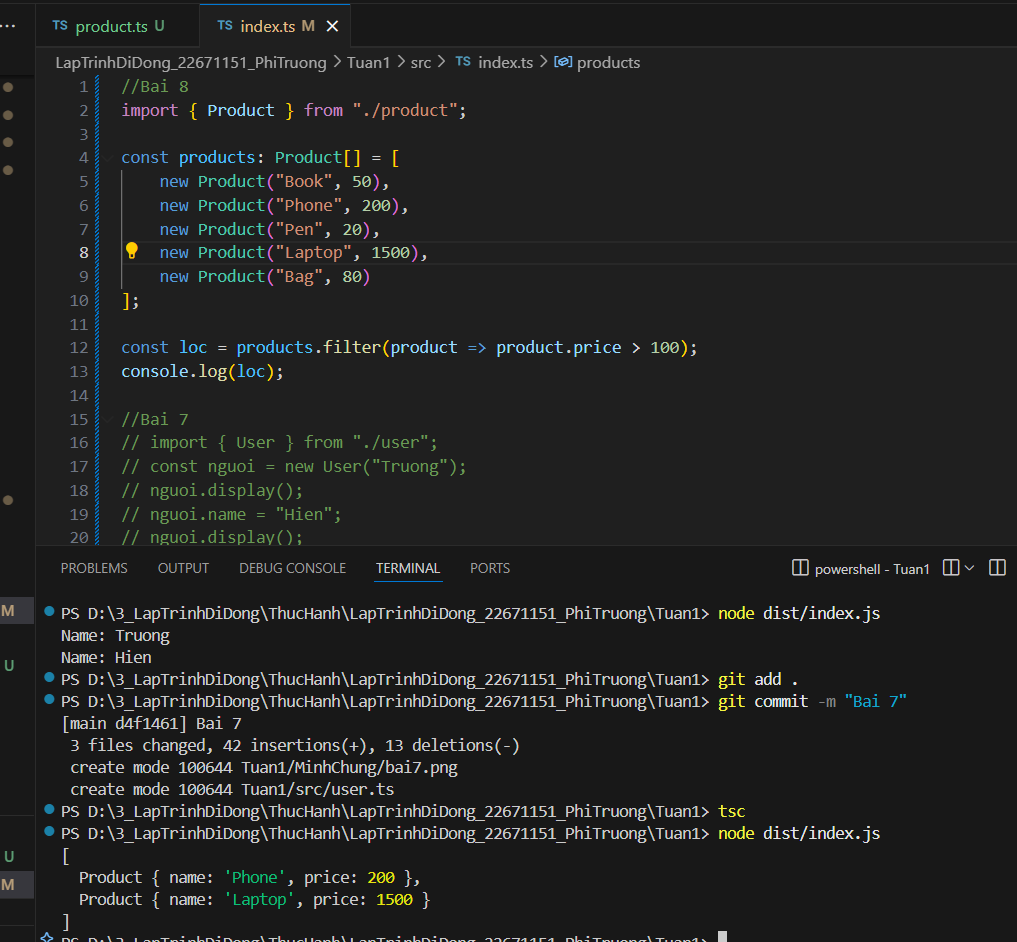 ...
TS product.ts U
TS index.ts M
LapTrinhDiDong_22671151_PhiTruong > Tuan1 > src > TS index.ts > products
1 //Bai 8
2 import { Product } from "./product";
3
4 const products: Product[] = [
5 new Product("Book", 50),
6 new Product("Phone", 200),
7 new Product("Pen", 20),
8 new Product("Laptop", 1500),
9 new Product("Bag", 80)
10 ];
11
12 const loc = products.filter(product => product.price > 100);
13 console.log(loc);
14
15 //Bai 7
16 // import { User } from "./user";
17 // const nguoi = new User("Truong");
18 // nguoi.display();
19 // nguoi.name = "Hien";
20 // nguoi.display();
PROBLEMS OUTPUT DEBUG CONSOLE TERMINAL PORTS powershell - Tuan1
M
U
U
M
PS D:\3_LapTrinhDiDong\ThucHanh\LapTrinhDiDong_22671151_PhiTruong\Tuan1> node dist/index.js
Name: Truong
Name: Hien
PS D:\3_LapTrinhDiDong\ThucHanh\LapTrinhDiDong_22671151_PhiTruong\Tuan1> git add .
PS D:\3_LapTrinhDiDong\ThucHanh\LapTrinhDiDong_22671151_PhiTruong\Tuan1> git commit -m "Bai 7"
[main d4f1461] Bai 7
3 files changed, 42 insertions(+), 13 deletions(-)
create mode 100644 Tuan1/MinhChung/bai7.png
create mode 100644 Tuan1/src/user.ts
PS D:\3_LapTrinhDiDong\ThucHanh\LapTrinhDiDong_22671151_PhiTruong\Tuan1> tsc
PS D:\3_LapTrinhDiDong\ThucHanh\LapTrinhDiDong_22671151_PhiTruong\Tuan1> node dist/index.js
[
Product { name: 'Phone', price: 200 },
Product { name: 'Laptop', price: 1500 }
]
PS D:\3_LapTrinhDiDong\ThucHanh\LapTrinhDiDong_22671151_PhiTruong\Tuan1>